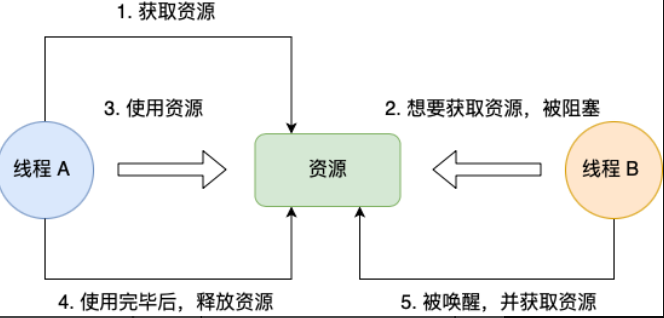 1. 获取资源
3. 使用资源
2. 想要获取资源，被阻塞
线程 A
资源
线程 B
4. 使用完毕后，释放资源
5. 被唤醒，并获取资源